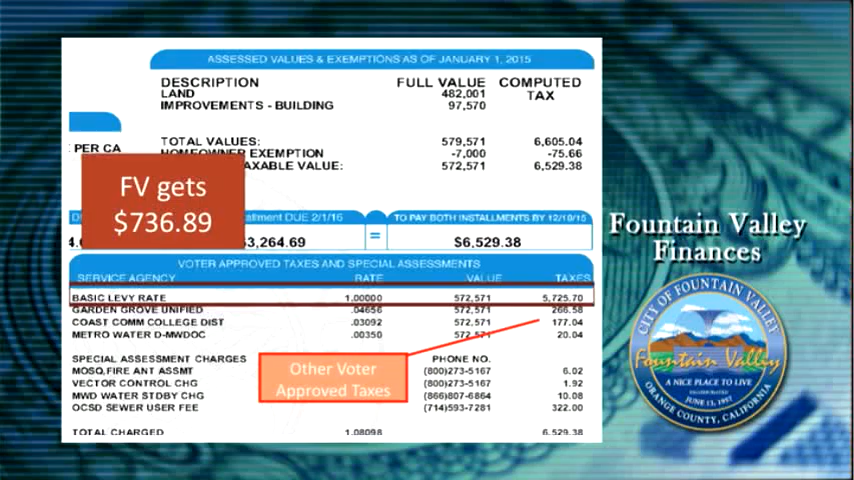 ASSESSED VALUES & EXEMPTIONS AS OF JANUARY 1, 2015
DESCRIPTION FULL VALUE COMPUTED TAX
LAND 482,001
IMPROVEMENTS - BUILDING 97,570
PER CA
TOTAL VALUES: 579,571 6,605.04
HOMEOWNER EXEMPTION -7,000 -75.66
AXABLE VALUE: 572,571 6,529.38
FV gets
$736.89
allment DUE 2/1/16 TO PAY BOTH INSTALLMENTS BY 12/10/15
3,264.69 = $6,529.38
VOTER APPROVED TAXES AND SPECIAL ASSESSMENTS
SERVICE AGENCY RATE VALUE TAXES
BASIC LEVY RATE 1.00000 572,571 5,725.70
GARDEN GROVE UNIFIED .04656 572,571 266.58
COAST COMM COLLEGE DIST .03092 572,571 177.04
METRO WATER D-MWDOC .00350 572,571 20.04
SPECIAL ASSESSMENT CHARGES PHONE NO.
MOSQ,FIRE ANT ASSMT (800)273-5167 6.02
VECTOR CONTROL CHG (800)273-5167 1.92
MWD WATER STDBY CHG (866)807-6864 10.08
OCSD SEWER USER FEE (714)593-7281 322.00
TOTAL CHARGED 1.08098 6,529.38
Other Voter
Approved Taxes
Fountain Valley
Finances
CITY OF FOUNTAIN VALLEY
Fountain Valley
A NICE PLACE TO LIVE
INCORPORATED
JUNE 13, 1957
ORANGE COUNTY, CALIFORNIA